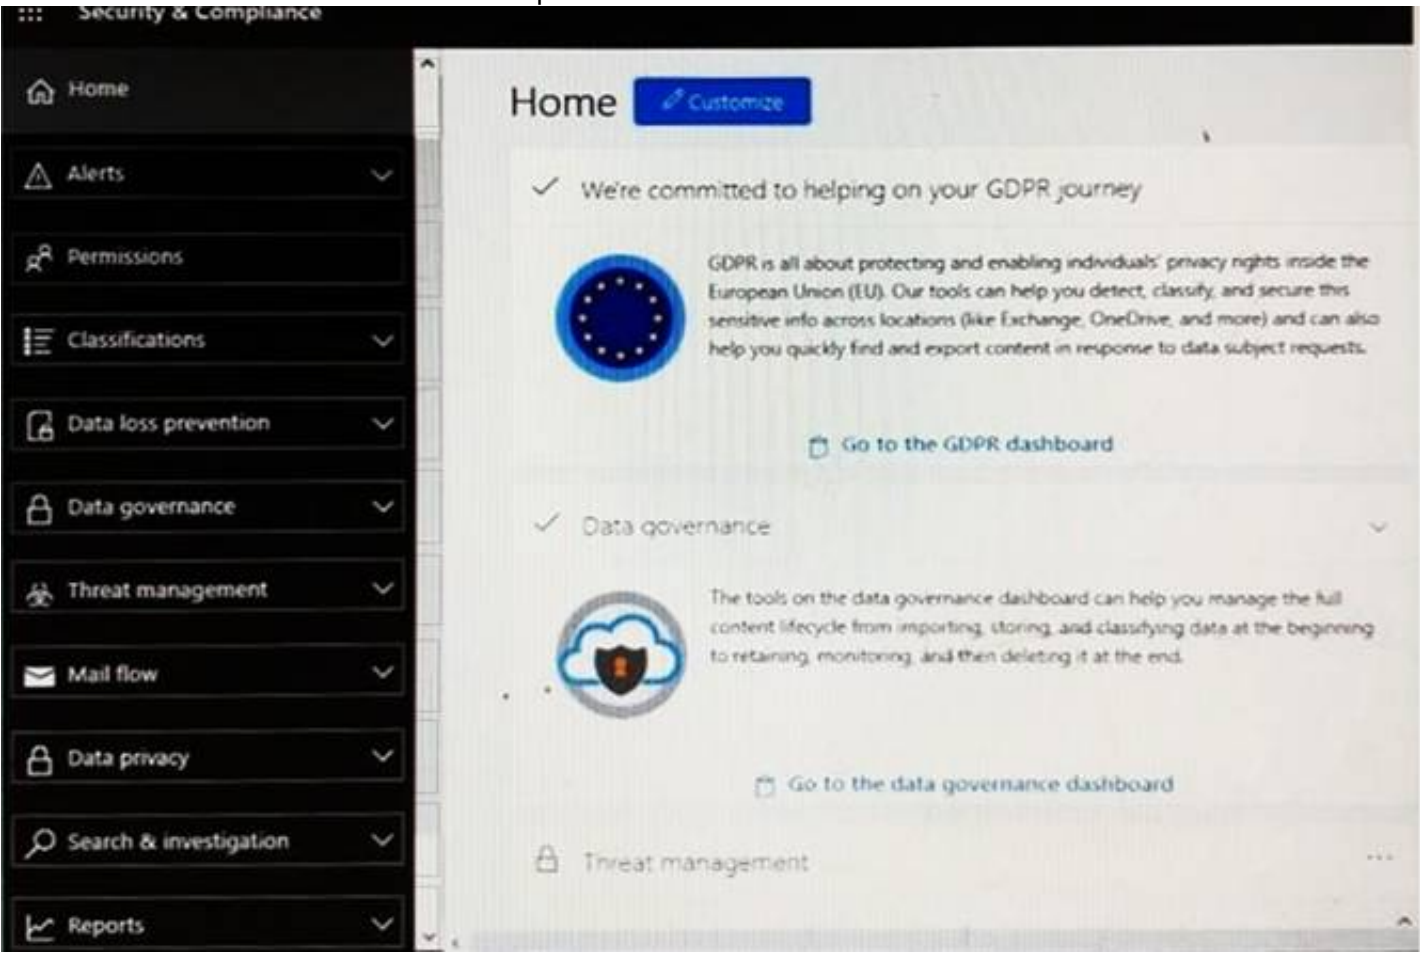 Security & Compliance
Home
Alerts
Permissions
Classifications
Data loss prevention
Data governance
Threat management
Mail flow
Data privacy
Search & investigation
Reports
Home
Customize
We're committed to helping on your GDPR journey
GDPR is all about protecting and enabling individuals' privacy rights inside the
European Union (EU). Our tools can help you detect, classify, and secure this
sensitive info across locations (like Exchange, OneDrive, and more) and can also
help you quickly find and export content in response to data subject requests.
Go to the GDPR dashboard
Data governance
The tools on the data governance dashboard can help you manage the full
content lifecycle from importing, storing, and classifying data at the beginning
to retaining, monitoring, and then deleting it at the end.
Go to the data governance dashboard
Threat management